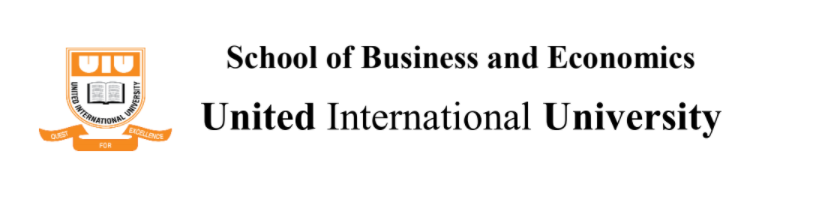 School of Business and Economics
United International University
UIU
UNITED INTERNATIONAL UNIVERSITY
QUEST FOR EXCELLENCE